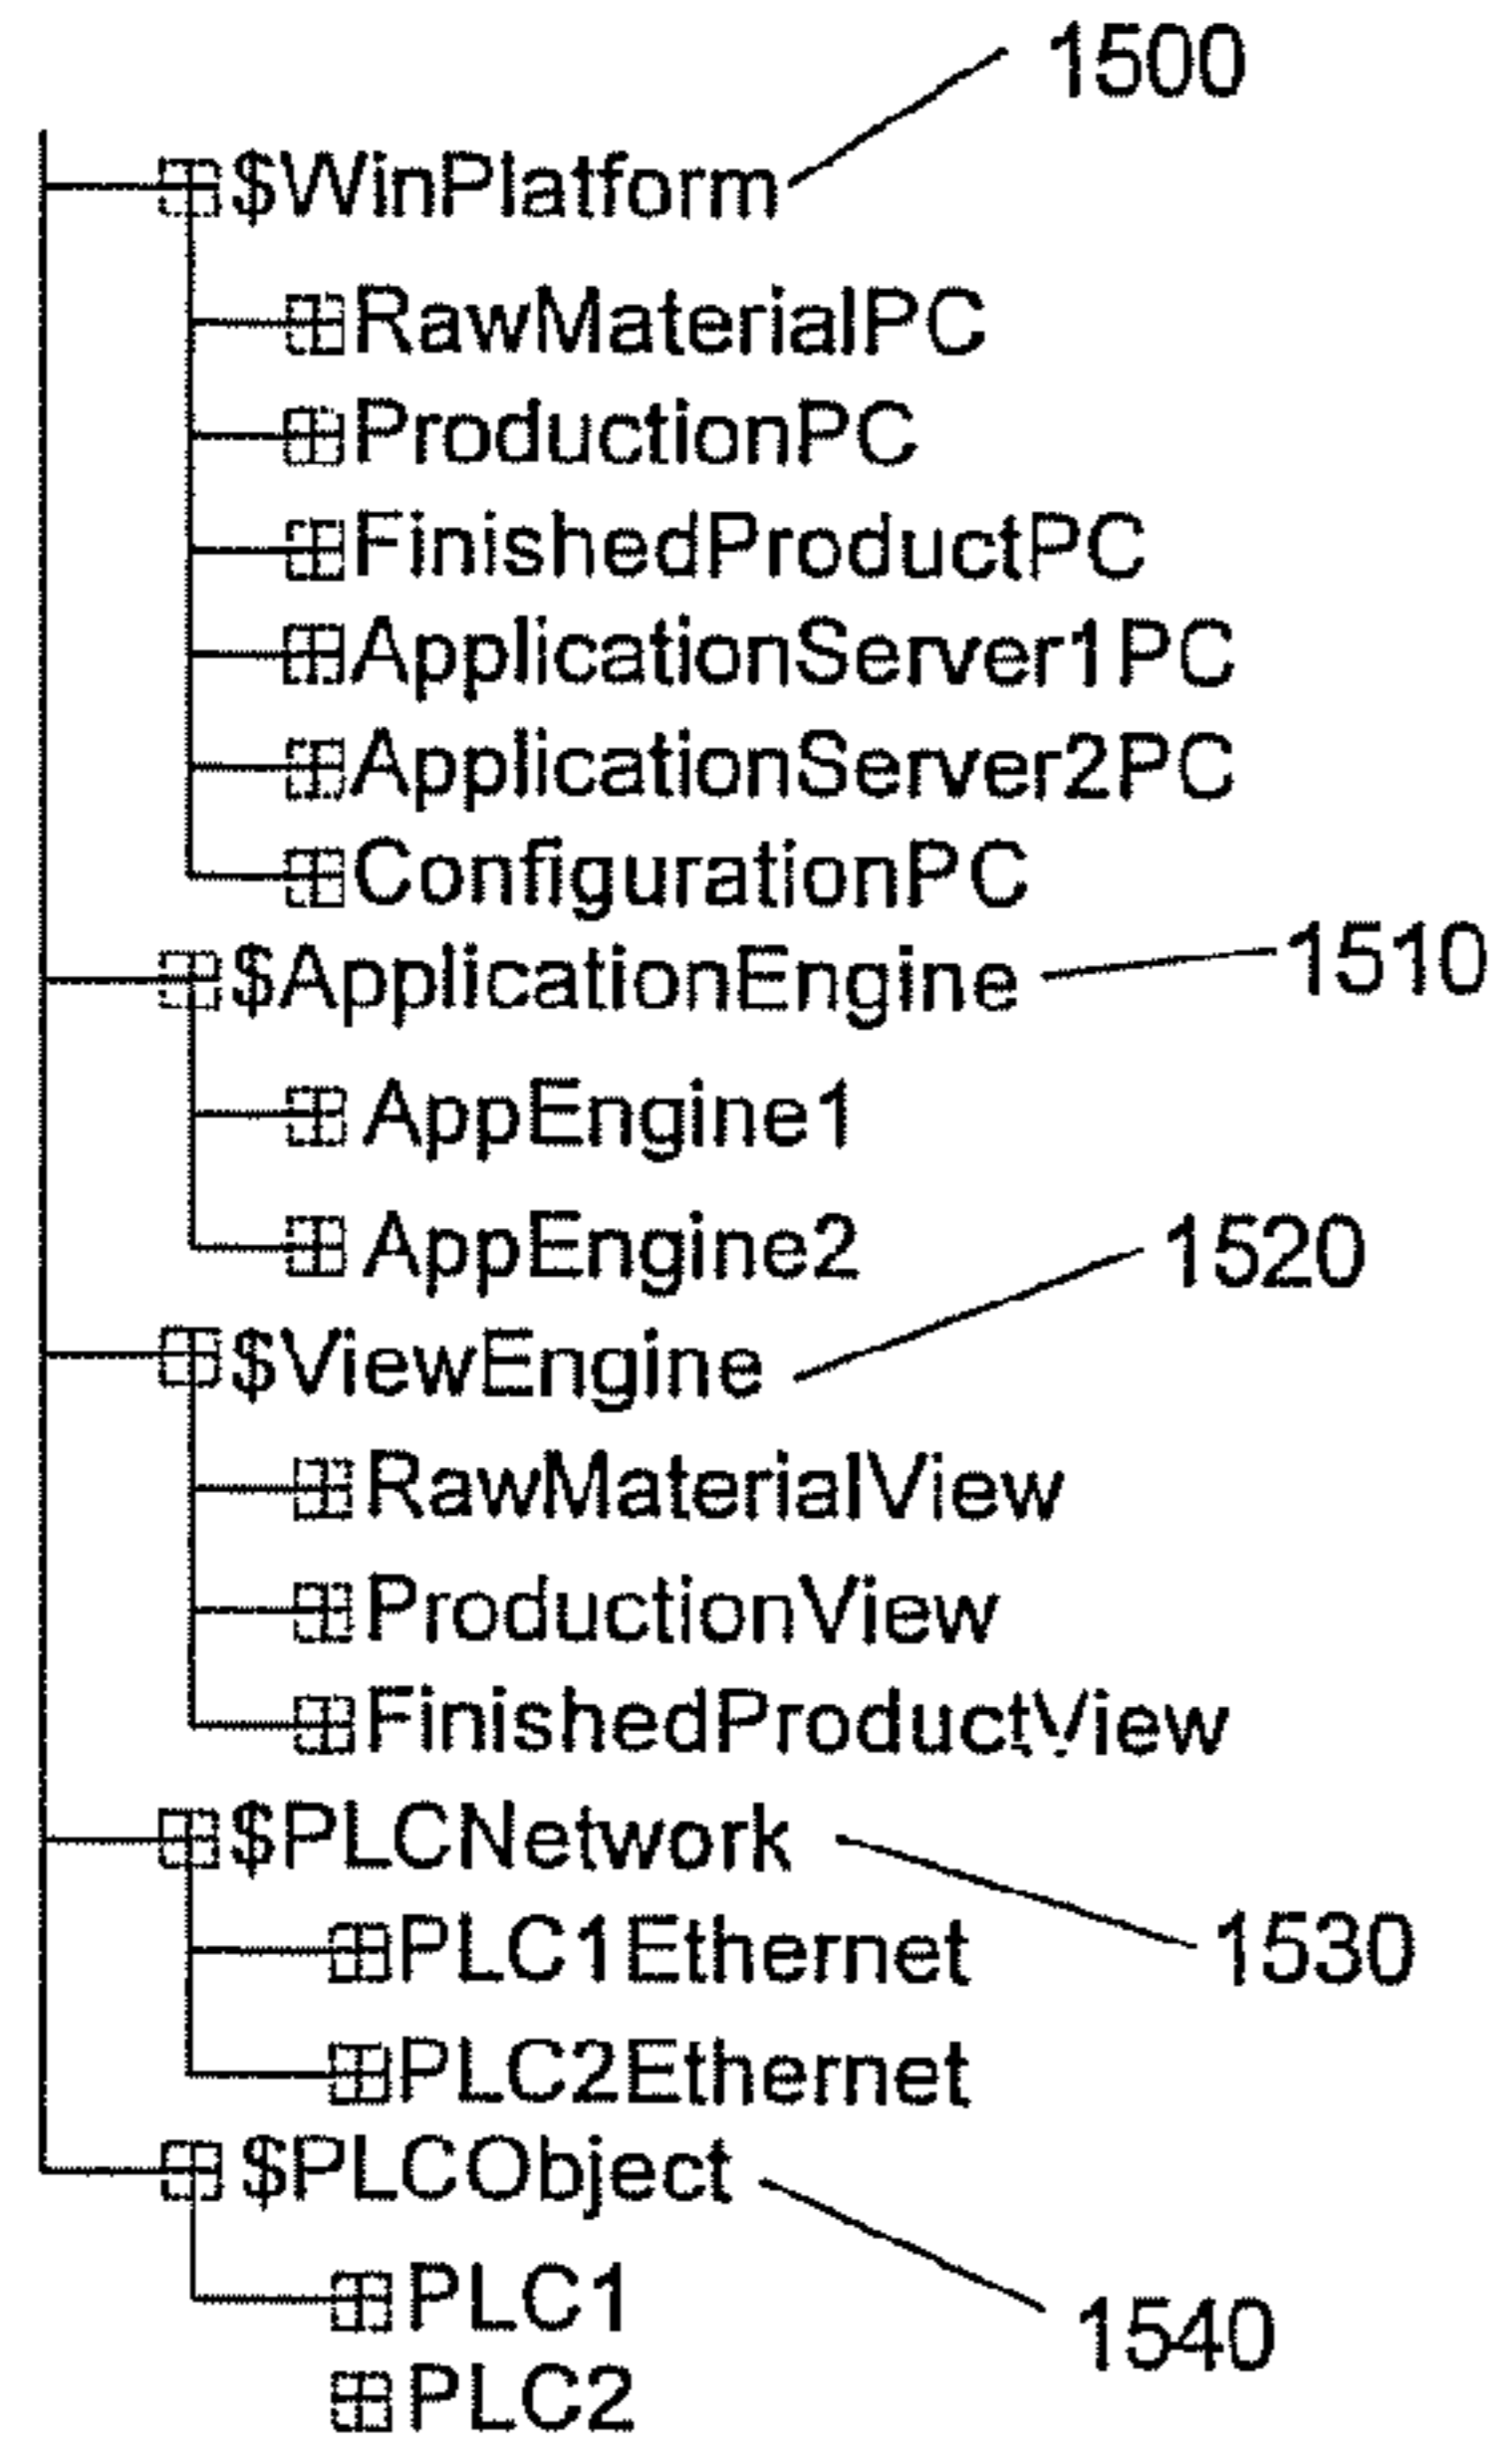 1500
$WinPlatform
RawMaterialPC
ProductionPC
FinishedProductPC
ApplicationServer1PC
ApplicationServer2PC
ConfigurationPC
$ApplicationEngine 1510
AppEngine1
AppEngine2 1520
$ViewEngine
RawMaterialView
ProductionView
FinishedProductView
$PLCNetwork
PLC1Ethernet 1530
PLC2Ethernet
$PLCObject
PLC1 1540
PLC2